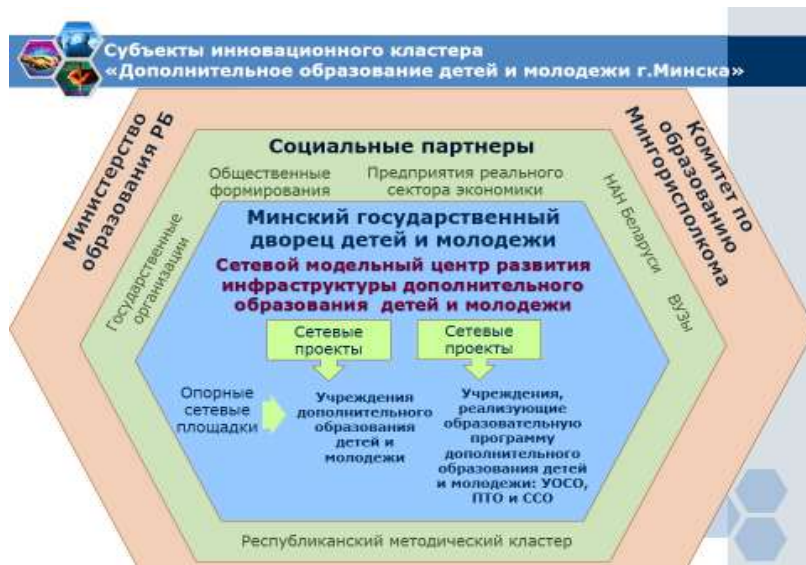 Субъекты инновационного кластера
«Дополнительное образование детей и молодежи г.Минска»
Министерство
образования РБ
Комитет по
образованию
Мингорисполкома
Социальные партнеры
Общественные
формирования
Предприятия реального
сектора экономики
Государственные
организации
НАН Беларуси
ВУЗы
Минский государственный
дворец детей и молодежи
Сетевой модельный центр развития
инфраструктуры дополнительного
образования детей и молодежи
Сетевые
проекты
Сетевые
проекты
Опорные
сетевые
площадки
Учреждения
дополнительного
образования
детей и
молодежи
Учреждения,
реализующие
образовательную
программу
дополнительного
образования детей
и молодежи: УОСО,
ПТО и ССО
Республиканский методический кластер